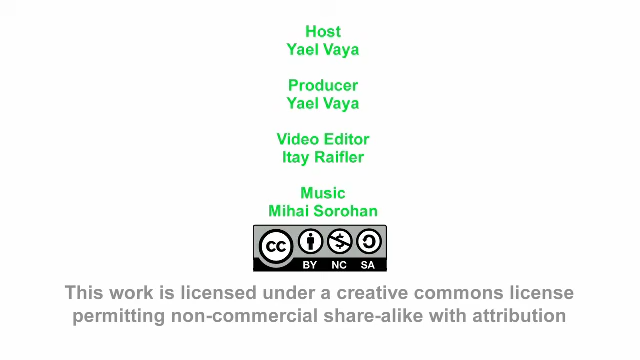 Host
Yael Vaya
Producer
Yael Vaya
Video Editor
Itay Raifler
Music
Mihai Sorohan
cc
BY NC SA
This work is licensed under a creative commons license
permitting non-commercial share-alike with attribution